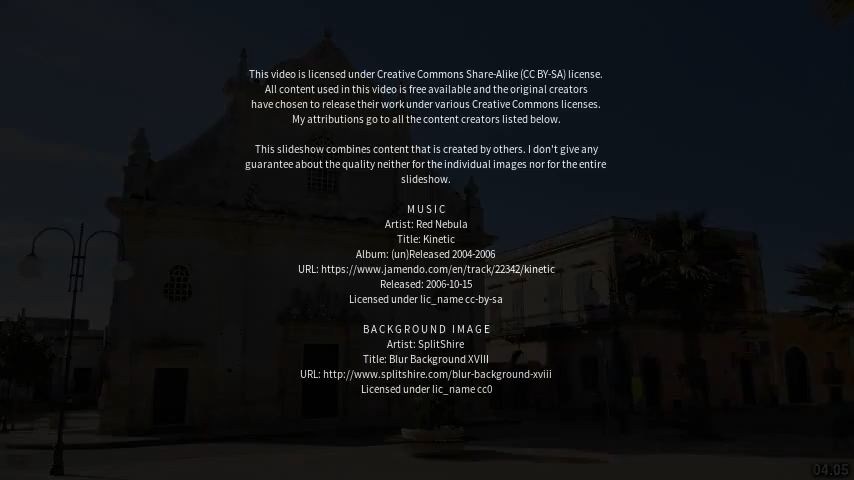 This video is licensed under Creative Commons Share-Alike (CC BY-SA) license.
All content used in this video is free available and the original creators
have chosen to release their work under various Creative Commons licenses.
My attributions go to all the content creators listed below.
This slideshow combines content that is created by others. I don't give any
guarantee about the quality neither for the individual images nor for the entire
slideshow.
MUSIC
Artist: Red Nebula
Title: Kinetic
Album: (un)Released 2004-2006
URL: https://www.jamendo.com/en/track/22342/kinetic
Released: 2006-10-15
Licensed under lic_name cc-by-sa
BACKGROUND IMAGE
Artist: SplitShire
Title: Blur Background XVIII
URL: http://www.splitshire.com/blur-background-xviii
Licensed under lic_name cc0
04.05